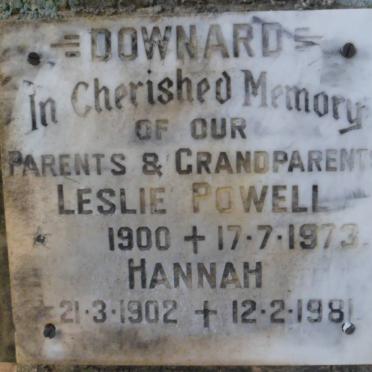 DOWNARD
In Cherished Memory
OF OUR
PARENTS & GRANDPARENTS
LESLIE POWELL
* 1900 + 17·7·1973
HANNAH
* 21·3·1902 + 12·2·1981